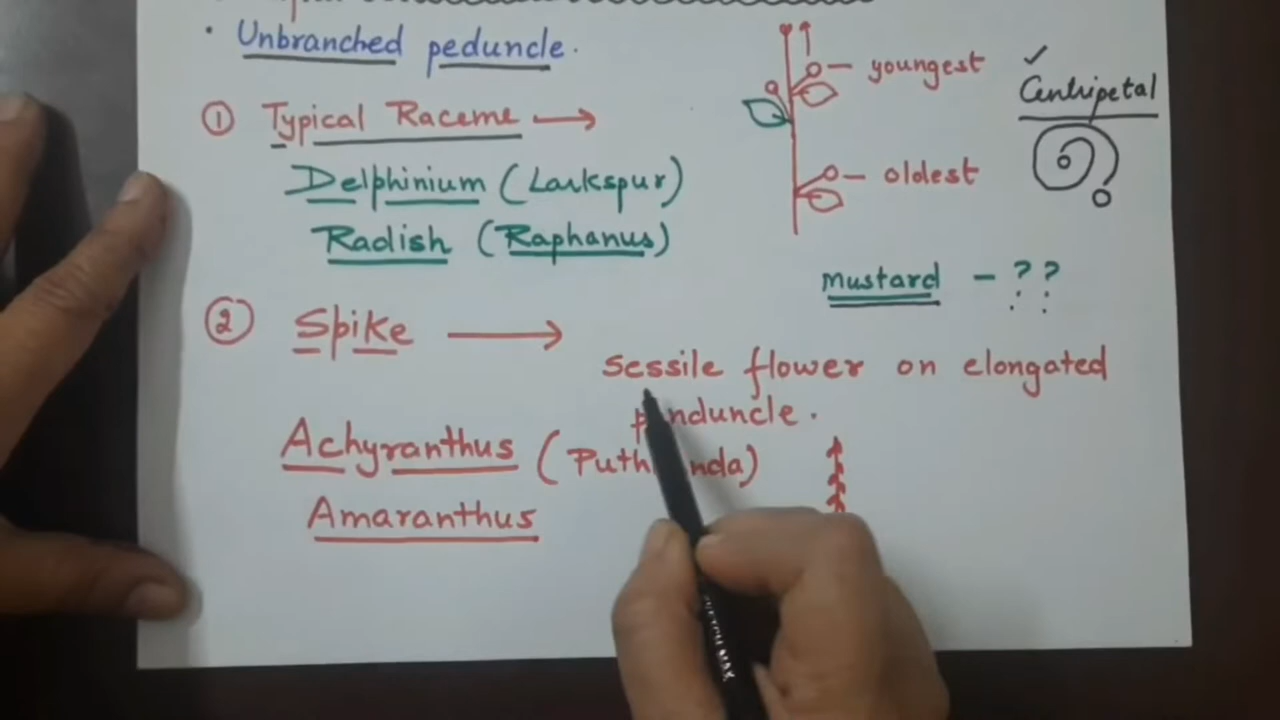 • Unbranched peduncle.
① Typical Raceme →
Delphinium (Larkspur)
Radish (Raphanus)
youngest
oldest
✓
Centripetal
mustard - ??
② Spike →
sessile flower on elongated
Achyranthus
Amaranthus